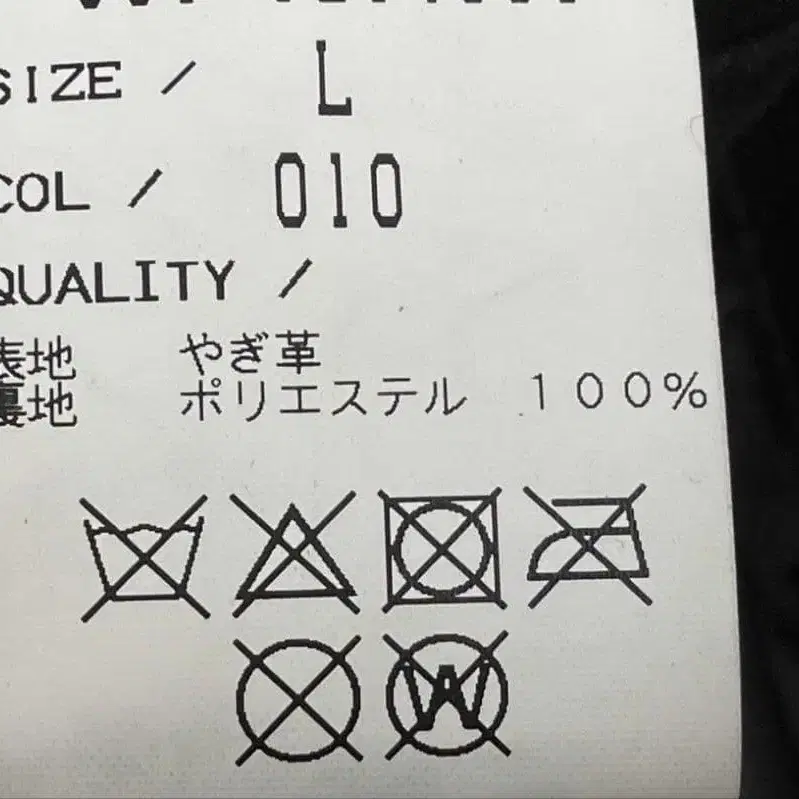 SIZE / L
COL / 010
QUALITY /
表地 やぎ革
裏地 ポリエステル 100%
W